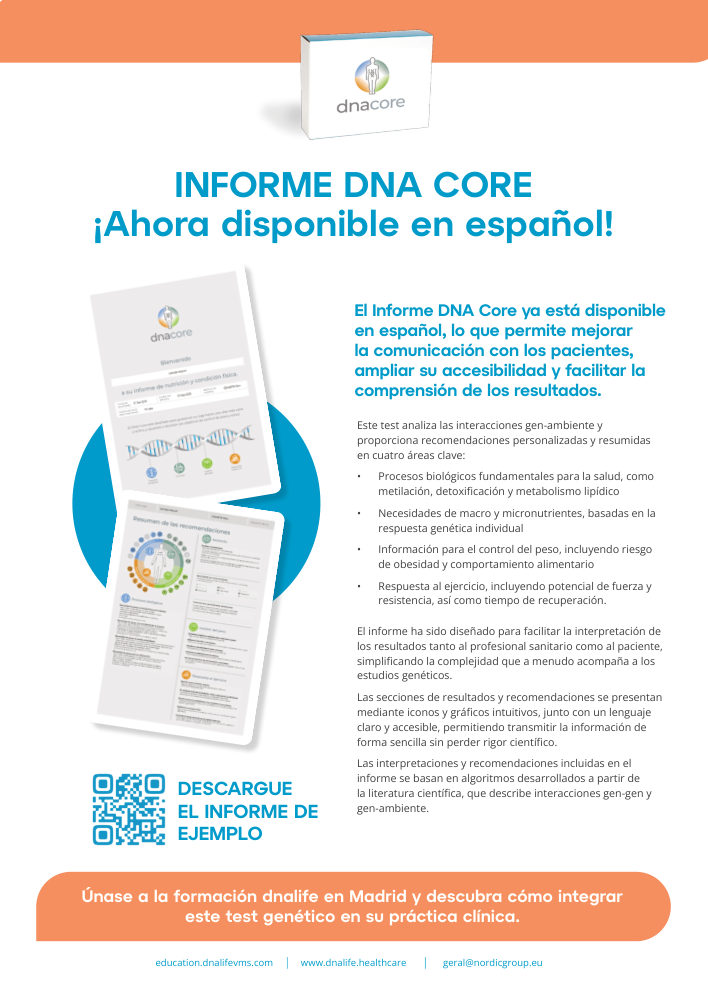 dnacore
INFORME DNA CORE
¡Ahora disponible en español!
dnacore
Bienvenido
a su informe de nutrición y condición física.
Resumen de las recomendaciones
El Informe DNA Core ya está disponible
en español, lo que permite mejorar
la comunicación con los pacientes,
ampliar su accesibilidad y facilitar la
comprensión de los resultados.
Este test analiza las interacciones gen-ambiente y
proporciona recomendaciones personalizadas y resumidas
en cuatro áreas clave:
• Procesos biológicos fundamentales para la salud, como
metilación, detoxificación y metabolismo lipídico
• Necesidades de macro y micronutrientes, basadas en la
respuesta genética individual
• Información para el control del peso, incluyendo riesgo
de obesidad y comportamiento alimentario
• Respuesta al ejercicio, incluyendo potencial de fuerza y
resistencia, así como tiempo de recuperación.
El informe ha sido diseñado para facilitar la interpretación de
los resultados tanto al profesional sanitario como al paciente,
simplificando la complejidad que a menudo acompaña a los
estudios genéticos.
Las secciones de resultados y recomendaciones se presentan
mediante iconos y gráficos intuitivos, junto con un lenguaje
claro y accesible, permitiendo transmitir la información de
forma sencilla sin perder rigor científico.
Las interpretaciones y recomendaciones incluidas en el
informe se basan en algoritmos desarrollados a partir de
la literatura científica, que describe interacciones gen-gen y
gen-ambiente.
DESCARGUE
EL INFORME DE
EJEMPLO
Únase a la formación dnalife en Madrid y descubra cómo integrar
este test genético en su práctica clínica.
education.dnalifevms.com | www.dnalife.healthcare | geral@nordicgroup.eu